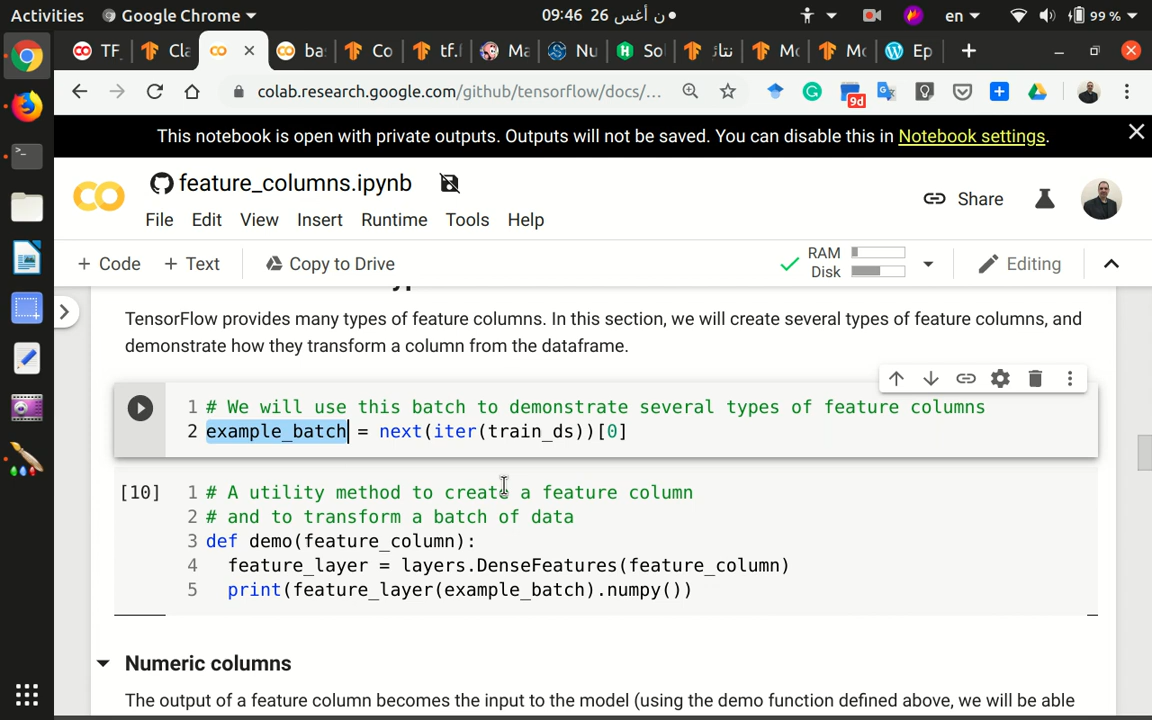 Activities Google Chrome 09:46 26 ن أغس en 99 %
TF Cla ba Co tf.f Ma Nu So نتائ Mo Mo Ep
colab.research.google.com/github/tensorflow/docs/... 9d
This notebook is open with private outputs. Outputs will not be saved. You can disable this in Notebook settings.
feature_columns.ipynb
Share
File Edit View Insert Runtime Tools Help
+ Code + Text Copy to Drive RAM Disk Editing
TensorFlow provides many types of feature columns. In this section, we will create several types of feature columns, and
demonstrate how they transform a column from the dataframe.
1 # We will use this batch to demonstrate several types of feature columns
2 example_batch = next(iter(train_ds))[0]
[10] 1 # A utility method to create a feature column
2 # and to transform a batch of data
3 def demo(feature_column):
4 feature_layer = layers.DenseFeatures(feature_column)
5 print(feature_layer(example_batch).numpy())
Numeric columns
The output of a feature column becomes the input to the model (using the demo function defined above, we will be able